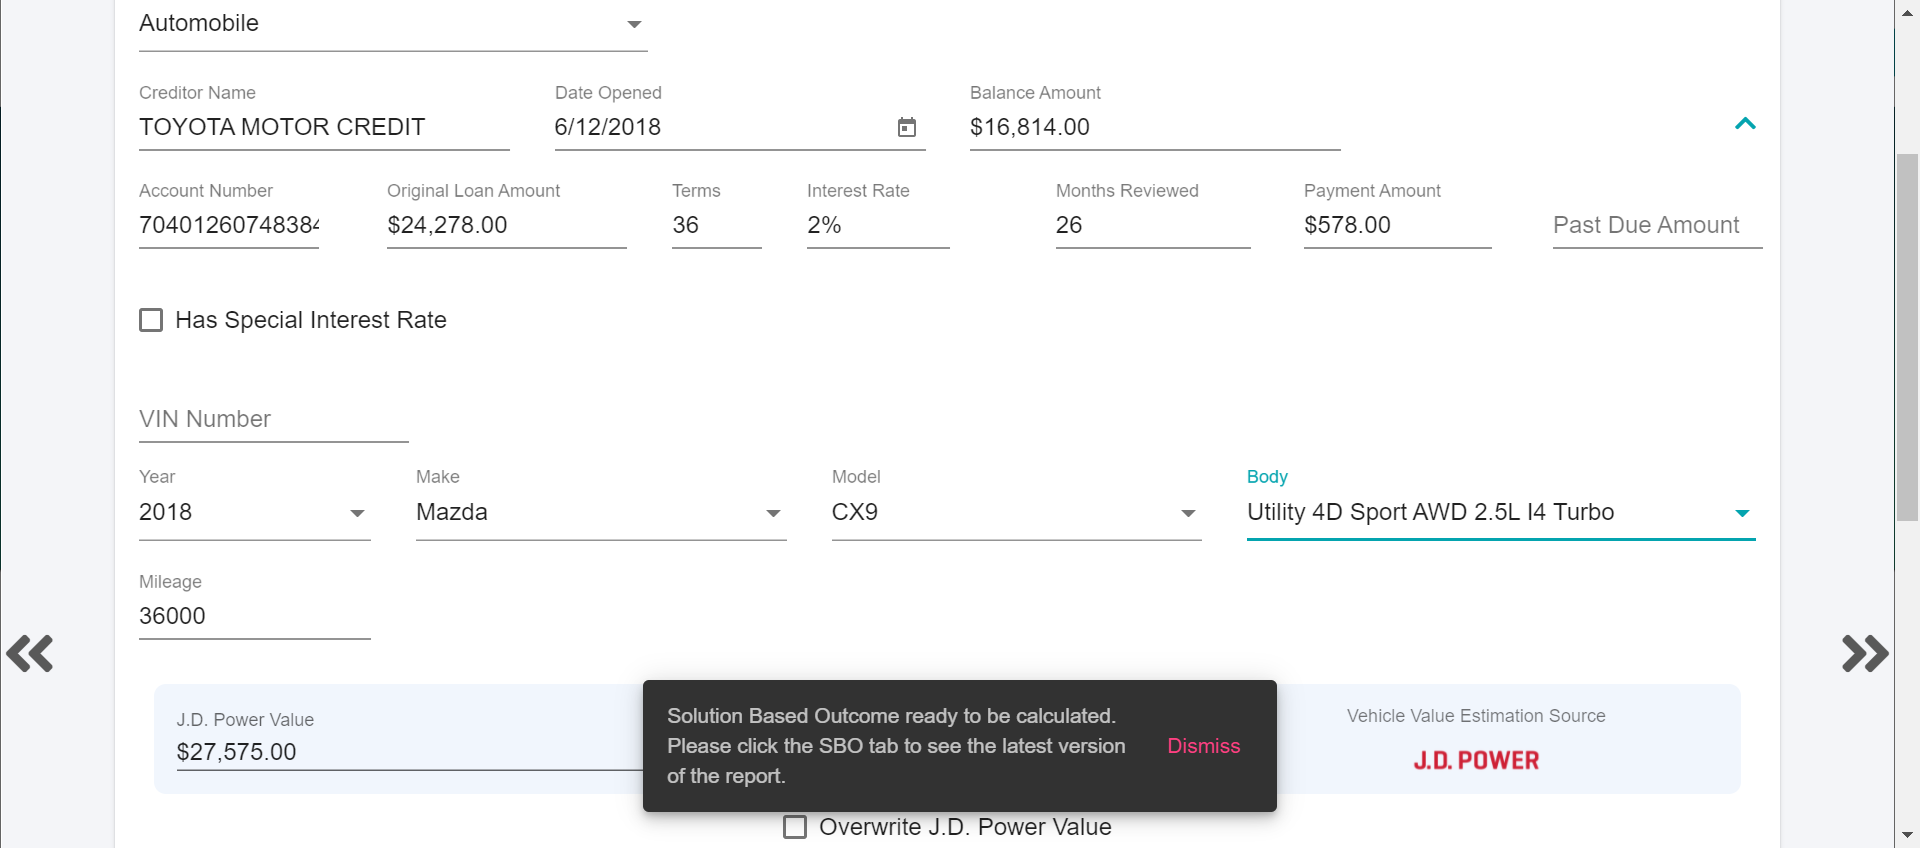 Automobile
Creditor Name
Date Opened
Balance Amount
TOYOTA MOTOR CREDIT
6/12/2018
$16,814.00
Account Number
Original Loan Amount
Terms
Interest Rate
Months Reviewed
Payment Amount
70401260748384
$24,278.00
36
2%
26
$578.00
Past Due Amount
Has Special Interest Rate
VIN Number
Year
Make
Model
Body
2018
Mazda
CX9
Utility 4D Sport AWD 2.5L I4 Turbo
Mileage
36000
J.D. Power Value
$27,575.00
Solution Based Outcome ready to be calculated.
Please click the SBO tab to see the latest version
of the report.
Dismiss
Vehicle Value Estimation Source
J.D. POWER
Overwrite J.D. Power Value